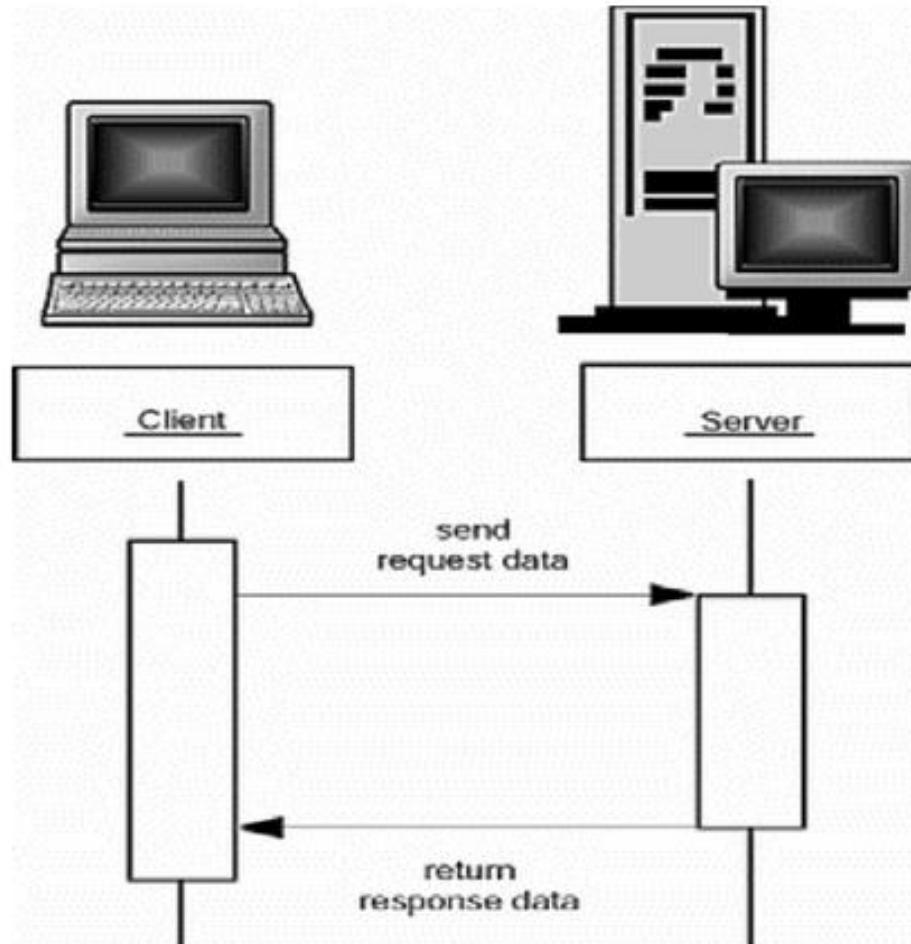 Client
Server
send
request data
return
response data